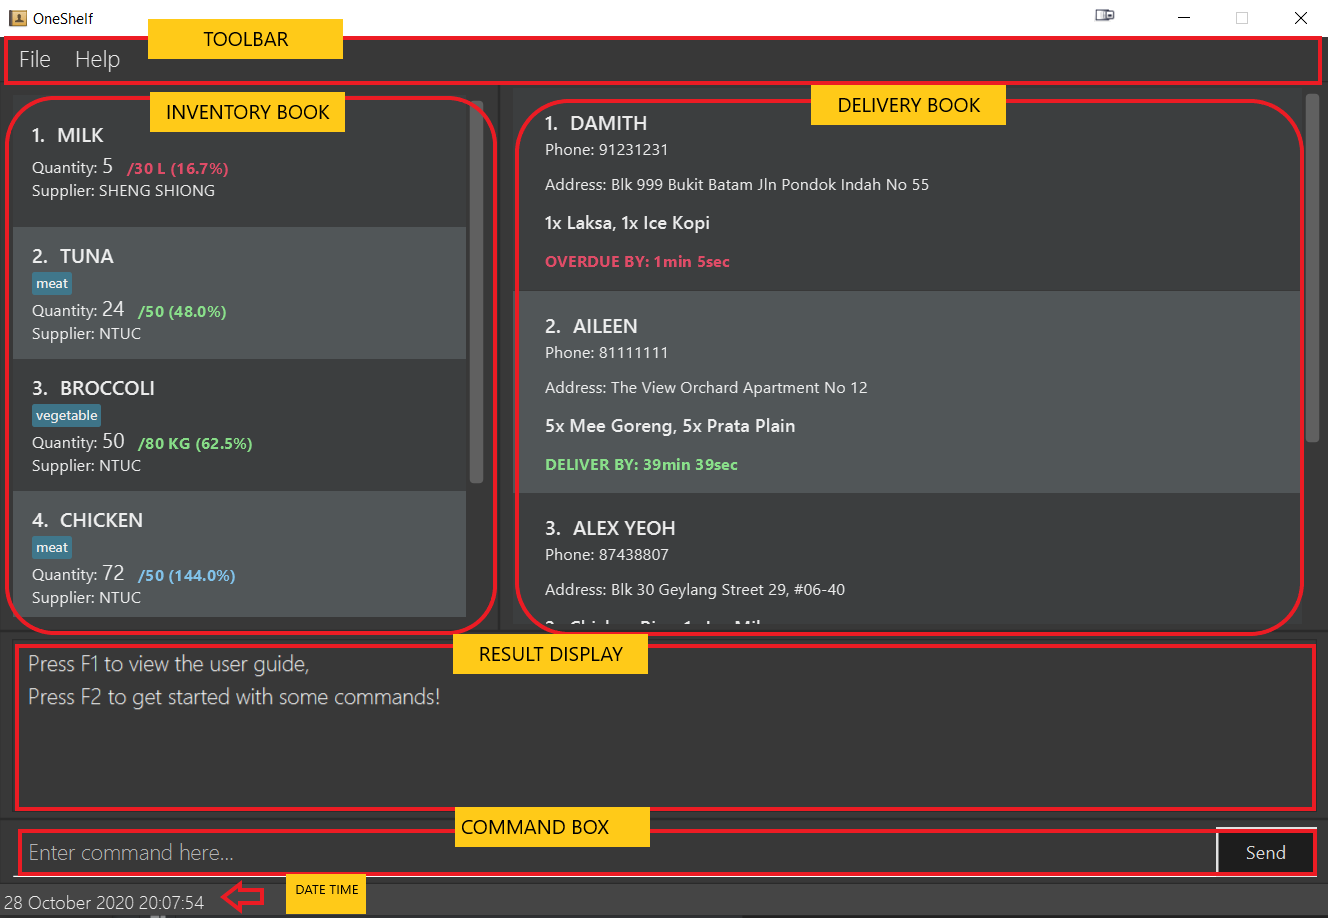 OneShelf
TOOLBAR
File Help
INVENTORY BOOK
1. MILK
Quantity: 5 /30 L (16.7%)
Supplier: SHENG SHIONG
2. TUNA
meat
Quantity: 24 /50 (48.0%)
Supplier: NTUC
3. BROCCOLI
vegetable
Quantity: 50 /80 KG (62.5%)
Supplier: NTUC
4. CHICKEN
meat
Quantity: 72 /50 (144.0%)
Supplier: NTUC
DELIVERY BOOK
1. DAMITH
Phone: 91231231
Address: Blk 999 Bukit Batam Jln Pondok Indah No 55
1x Laksa, 1x Ice Kopi
OVERDUE BY: 1min 5sec
2. AILEEN
Phone: 81111111
Address: The View Orchard Apartment No 12
5x Mee Goreng, 5x Prata Plain
DELIVER BY: 39min 39sec
3. ALEX YEOH
Phone: 87438807
Address: Blk 30 Geylang Street 29, #06-40
RESULT DISPLAY
Press F1 to view the user guide,
Press F2 to get started with some commands!
COMMAND BOX
Enter command here...
Send
28 October 2020 20:07:54
DATE TIME